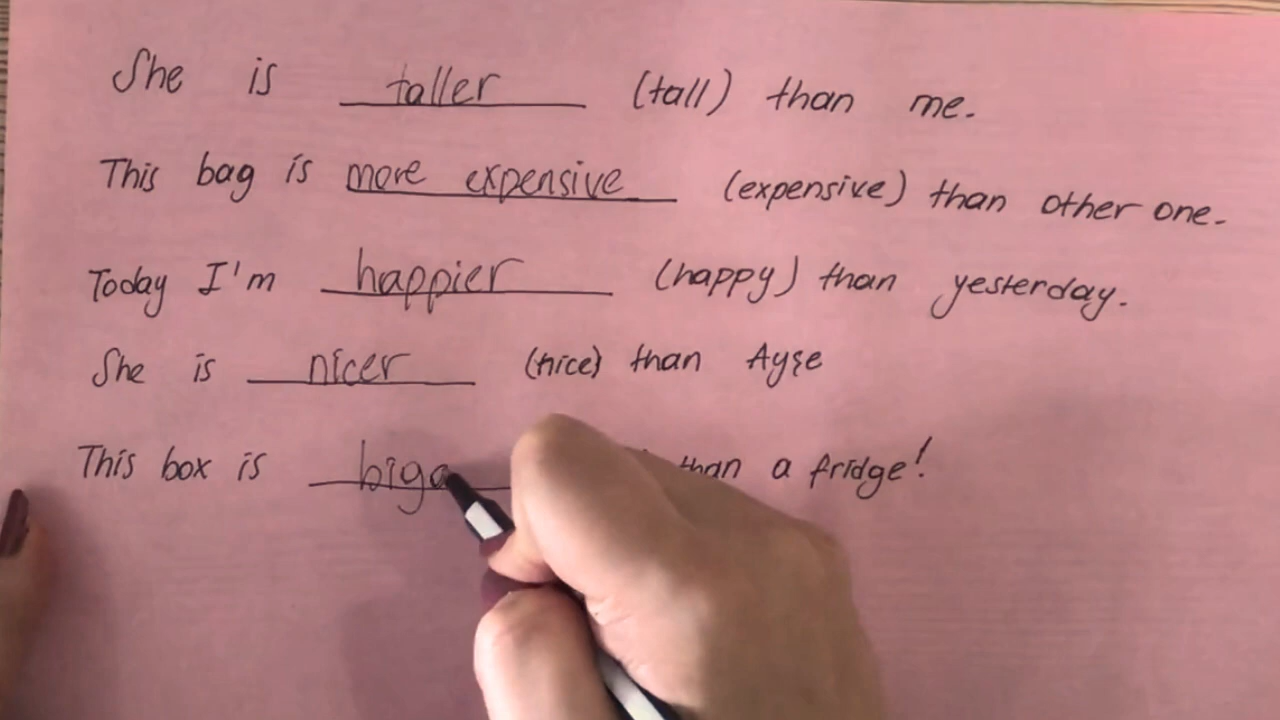 She is taller (tall) than me.
This bag is more expensive (expensive) than other one.
Today I'm happier (happy) than yesterday.
She is nicer (nice) than Ayşe
This box is than a fridge!